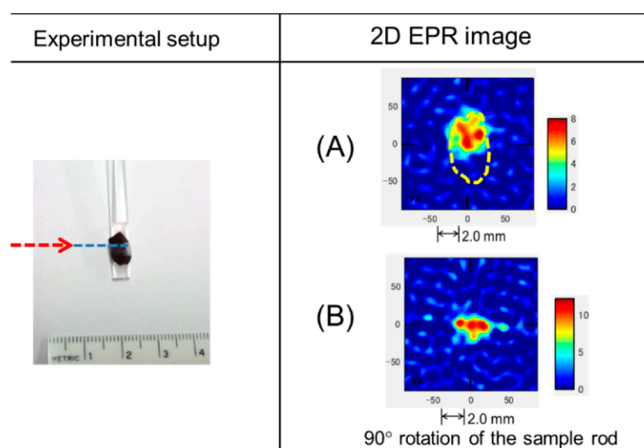 Experimental setup
2D EPR image
METRIC 1 2 3 4
(A)
50
0
−50
−50 0 50
2.0 mm
8
6
4
2
0
(B)
50
0
−50
−50 0 50
2.0 mm
10
5
0
90° rotation of the sample rod